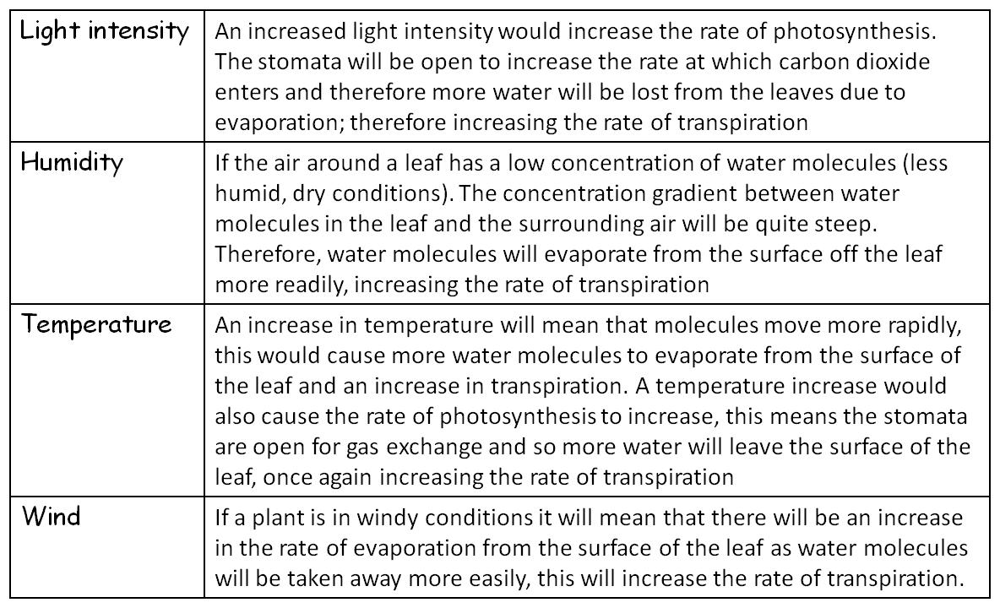 Light intensity
An increased light intensity would increase the rate of photosynthesis.
The stomata will be open to increase the rate at which carbon dioxide
enters and therefore more water will be lost from the leaves due to
evaporation; therefore increasing the rate of transpiration
Humidity
If the air around a leaf has a low concentration of water molecules (less
humid, dry conditions). The concentration gradient between water
molecules in the leaf and the surrounding air will be quite steep.
Therefore, water molecules will evaporate from the surface off the leaf
more readily, increasing the rate of transpiration
Temperature
An increase in temperature will mean that molecules move more rapidly,
this would cause more water molecules to evaporate from the surface of
the leaf and an increase in transpiration. A temperature increase would
also cause the rate of photosynthesis to increase, this means the stomata
are open for gas exchange and so more water will leave the surface of the
leaf, once again increasing the rate of transpiration
Wind
If a plant is in windy conditions it will mean that there will be an increase
in the rate of evaporation from the surface of the leaf as water molecules
will be taken away more easily, this will increase the rate of transpiration.